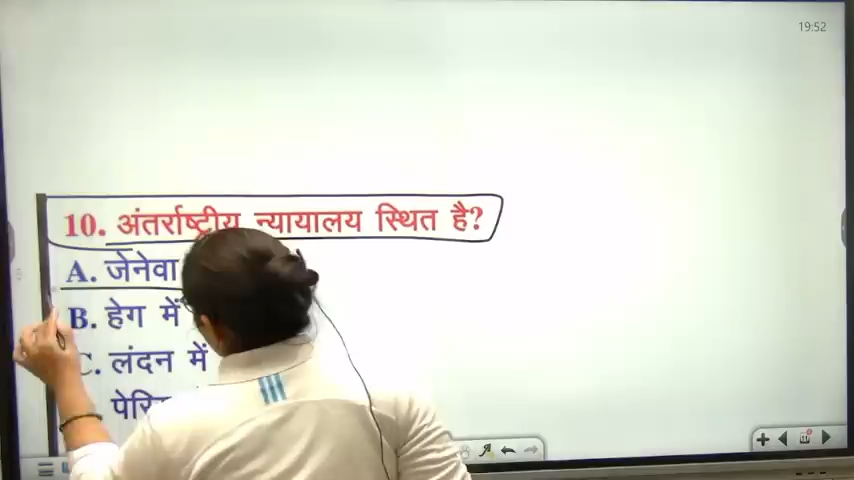 19:52
10. अंतर्राष्ट्रीय न्यायालय स्थित है?
A. जेनेवा
B. हेग में
C. लंदन में